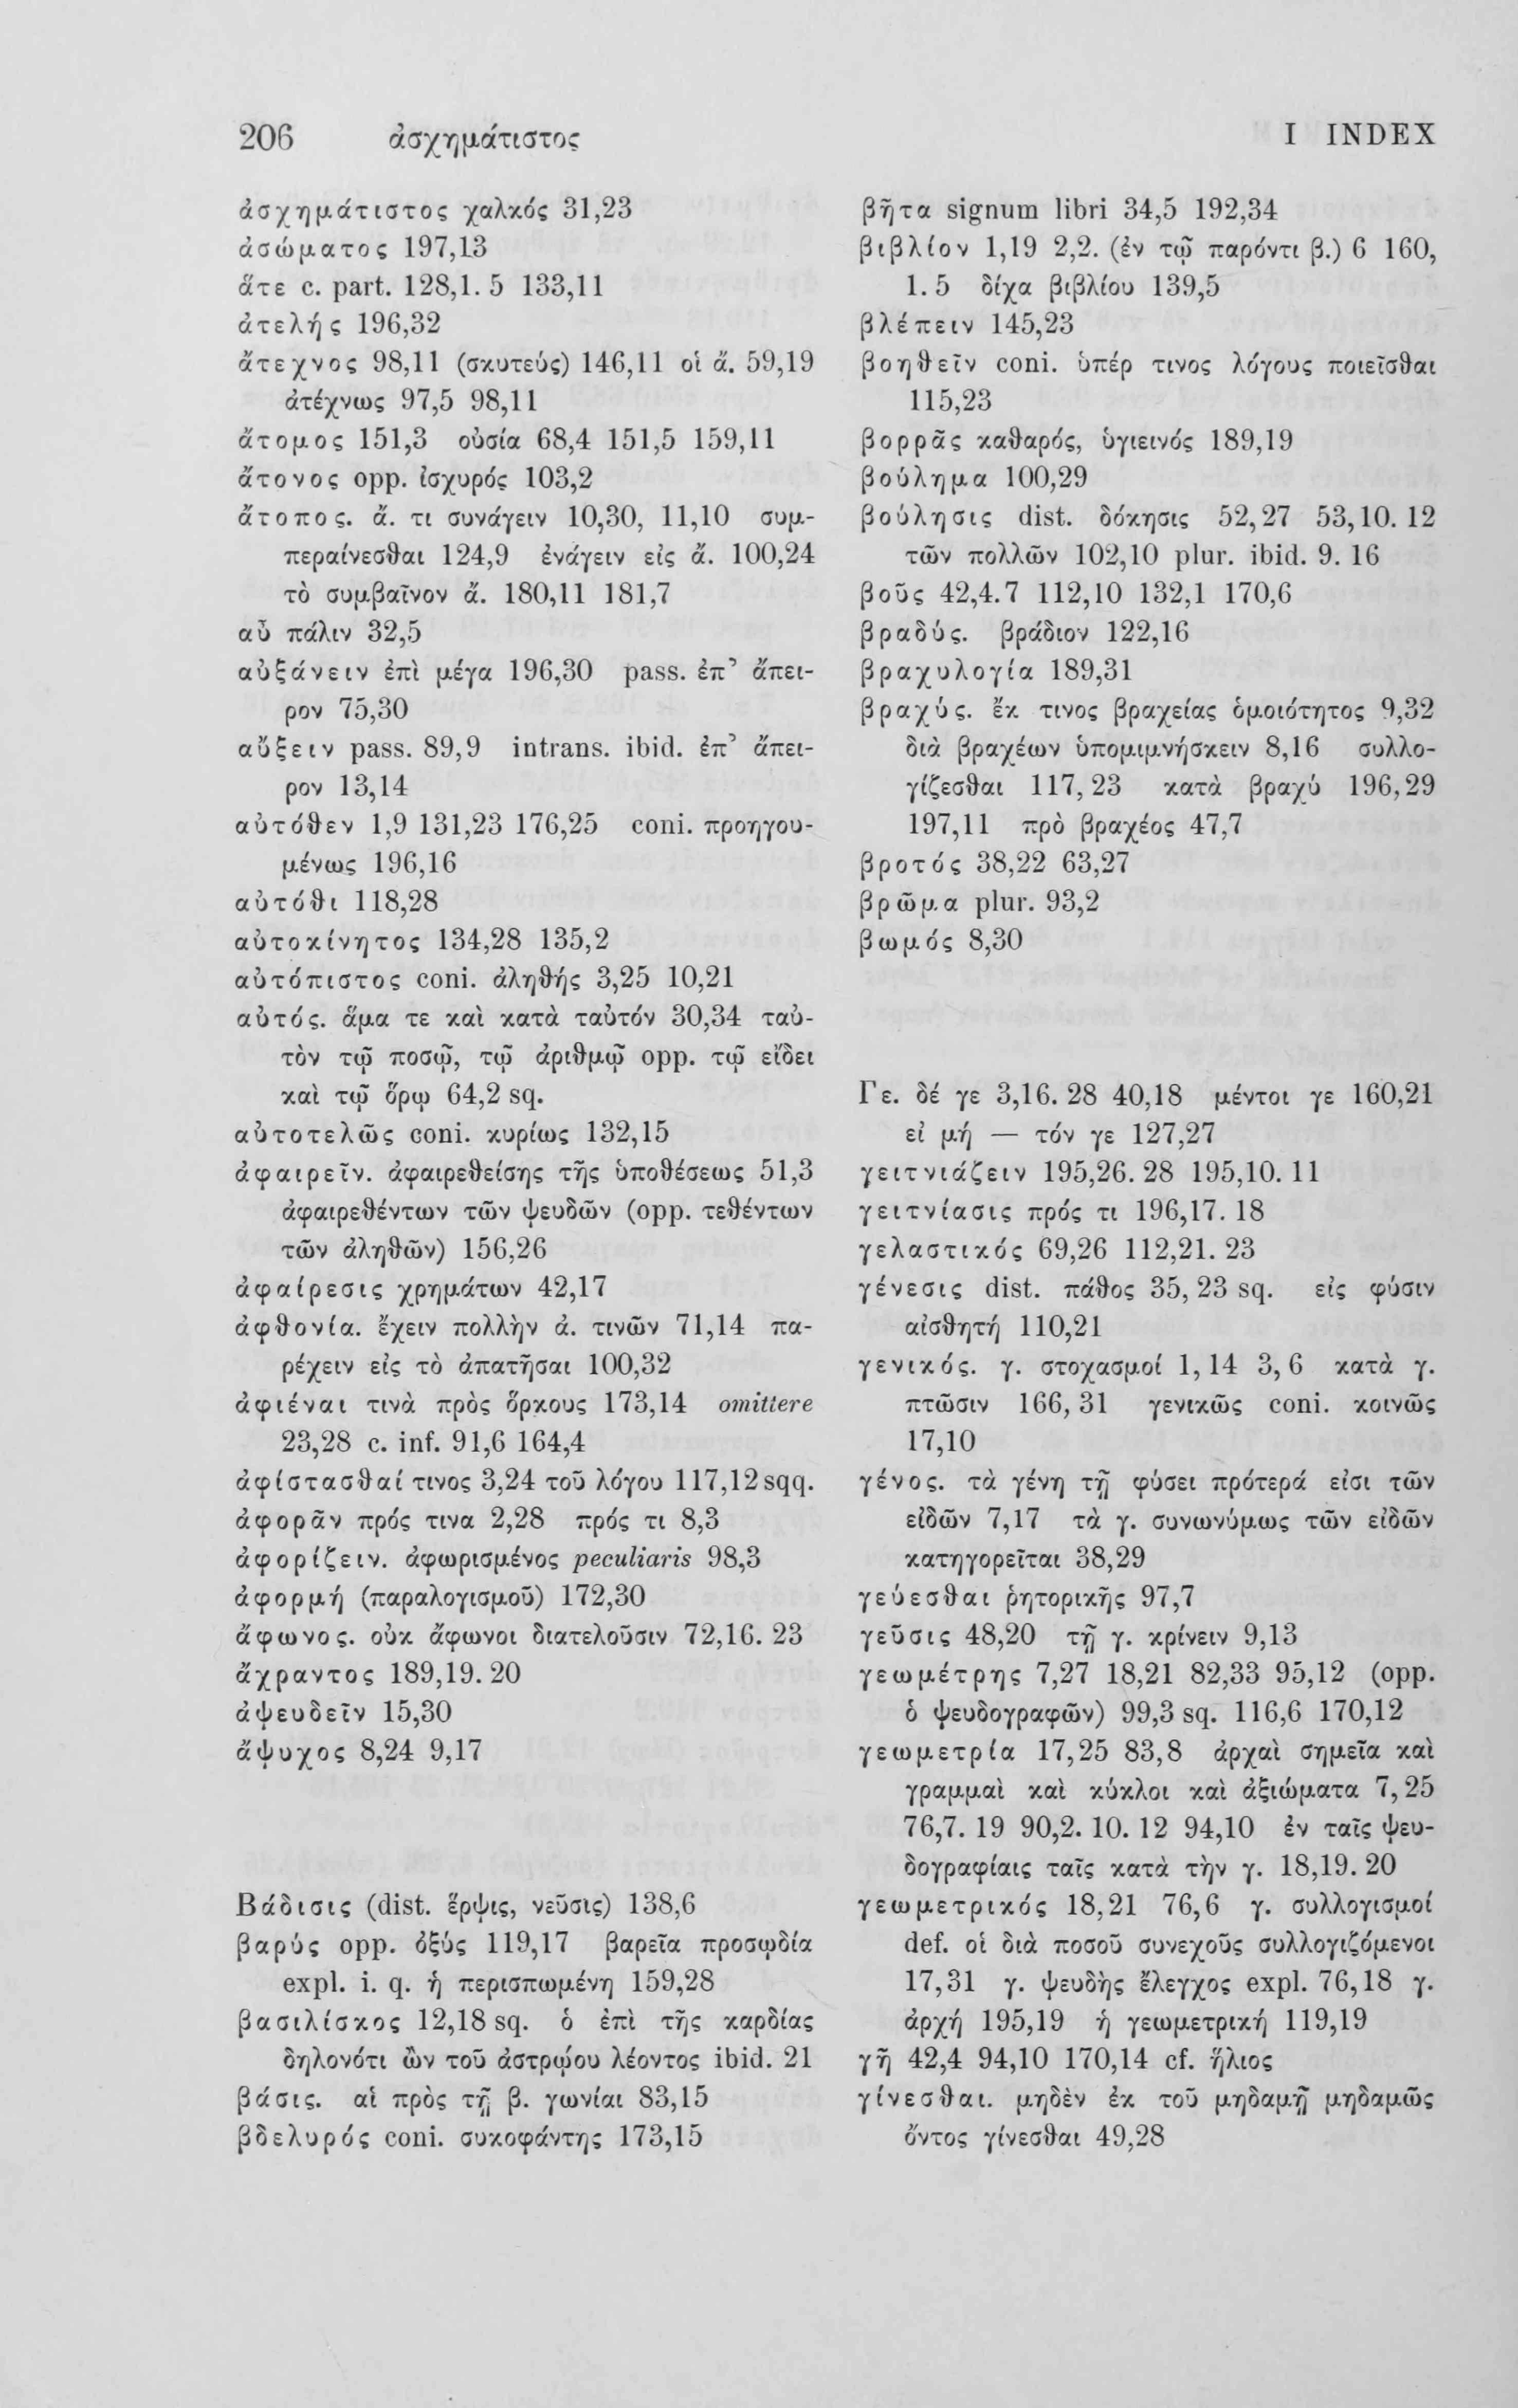 206 ἀσχημάτιστος I INDEX
ἀσχημάτιστος χαλκός 31,23
ἀσώματος 197,13
ἅτε c. part. 128,1. 5 133,11
ἀτελής 196,32
ἄτεχνος 98,11 (σκυτεύς) 146,11 οἱ ἄ. 59,19
ἀτέχνως 97,5 98,11
ἄτομος 151,3 οὐσία 68,4 151,5 159,11
ἄτονος opp. ἰσχυρός 103,2
ἄτοπος. ἄ. τι συνάγειν 10,30, 11,10 συμ-
περαίνεσθαι 124,9 ἐνάγειν εἰς ἄ. 100,24
τὸ συμβαῖνον ἄ. 180,11 181,7
αὖ πάλιν 32,5
αὐξάνειν ἐπὶ μέγα 196,30 pass. ἐπ’ ἄπει-
ρον 75,30
αὔξειν pass. 89,9 intrans. ibid. ἐπ’ ἄπει-
ρον 13,14
αὐτόθεν 1,9 131,23 176,25 coni. προηγου-
μένως 196,16
αὐτόθι 118,28
αὐτοκίνητος 134,28 135,2
αὐτόπιστος coni. ἀληθής 3,25 10,21
αὐτός. ἅμα τε καὶ κατὰ ταὐτόν 30,34 ταὐ-
τὸν τῷ ποσῷ, τῷ ἀριθμῷ opp. τῷ εἴδει
καὶ τῷ ὅρῳ 64,2 sq.
αὐτοτελῶς coni. κυρίως 132,15
ἀφαιρεῖν. ἀφαιρεθείσης τῆς ὑποθέσεως 51,3
ἀφαιρεθέντων τῶν ψευδῶν (opp. τεθέντων
τῶν ἀληθῶν) 156,26
ἀφαίρεσις χρημάτων 42,17
ἀφθονία. ἔχειν πολλὴν ἀ. τινῶν 71,14 πα-
ρέχειν εἰς τὸ ἀπατῆσαι 100,32
ἀφιέναι τινὰ πρὸς ὅρκους 173,14 omittere
23,28 c. inf. 91,6 164,4
ἀφίστασθαί τινος 3,24 τοῦ λόγου 117,12 sqq.
ἀφορᾶν πρός τινα 2,28 πρός τι 8,3
ἀφορίζειν. ἀφωρισμένος peculiaris 98,3
ἀφορμή (παραλογισμοῦ) 172,30
ἄφωνος. οὐκ ἄφωνοι διατελοῦσιν 72,16. 23
ἄχραντος 189,19. 20
ἀψευδεῖν 15,30
ἄψυχος 8,24 9,17
Βάδισις (dist. ἕρψις, νεῦσις) 138,6
βαρύς opp. ὀξύς 119,17 βαρεῖα προσῳδία
expl. i. q. ἡ περισπωμένη 159,28
βασιλίσκος 12,18 sq. ὁ ἐπὶ τῆς καρδίας
δηλονότι ὢν τοῦ ἀστρῴου λέοντος ibid. 21
βάσις. αἱ πρὸς τῇ β. γωνίαι 83,15
βδελυρός coni. συκοφάντης 173,15
βῆτα signum libri 34,5 192,34
βιβλίον 1,19 2,2. (ἐν τῷ παρόντι β.) 6 160,
1. 5 δίχα βιβλίου 139,5
βλέπειν 145,23
βοηθεῖν coni. ὑπέρ τινος λόγους ποιεῖσθαι
115,23
βορρᾶς καθαρός, ὑγιεινός 189,19
βούλημα 100,29
βούλησις dist. δόκησις 52,27 53,10. 12
τῶν πολλῶν 102,10 plur. ibid. 9. 16
βοῦς 42,4. 7 112,10 132,1 170,6
βραδύς. βράδιον 122,16
βραχυλογία 189,31
βραχύς. ἔκ τινος βραχείας ὁμοιότητος 9,32
διὰ βραχέων ὑπομιμνήσκειν 8,16 συλλο-
γίζεσθαι 117,23 κατὰ βραχύ 196,29
197,11 πρὸ βραχέος 47,7
βροτός 38,22 63,27
βρῶμα plur. 93,2
βωμός 8,30
Γε. δέ γε 3,16. 28 40,18 μέντοι γε 160,21
εἰ μή — τόν γε 127,27
γειτνιάζειν 195,26. 28 195,10. 11
γειτνίασις πρός τι 196,17. 18
γελαστικός 69,26 112,21. 23
γένεσις dist. πάθος 35,23 sq. εἰς φύσιν
αἰσθητή 110,21
γενικός. γ. στοχασμοί 1,14 3,6 κατὰ γ.
πτῶσιν 166,31 γενικῶς coni. κοινῶς
17,10
γένος. τὰ γένη τῇ φύσει πρότερά εἰσι τῶν
εἰδῶν 7,17 τὰ γ. συνωνύμως τῶν εἰδῶν
κατηγορεῖται 38,29
γεύεσθαι ῥητορικῆς 97,7
γεῦσις 48,20 τῇ γ. κρίνειν 9,13
γεωμέτρης 7,27 18,21 82,33 95,12 (opp.
ὁ ψευδογραφῶν) 99,3 sq. 116,6 170,12
γεωμετρία 17,25 83,8 ἀρχαὶ σημεῖα καὶ
γραμμαὶ καὶ κύκλοι καὶ ἀξιώματα 7,25
76,7. 19 90,2. 10. 12 94,10 ἐν ταῖς ψευ-
δογραφίαις ταῖς κατὰ τὴν γ. 18,19. 20
γεωμετρικός 18,21 76,6 γ. συλλογισμοί
def. οἱ διὰ ποσοῦ συνεχοῦς συλλογιζόμενοι
17,31 γ. ψευδὴς ἔλεγχος expl. 76,18 γ.
ἀρχή 195,19 ἡ γεωμετρική 119,19
γῆ 42,4 94,10 170,14 cf. ἥλιος
γίνεσθαι. μηδὲν ἐκ τοῦ μηδαμῇ μηδαμῶς
ὄντος γίνεσθαι 49,28